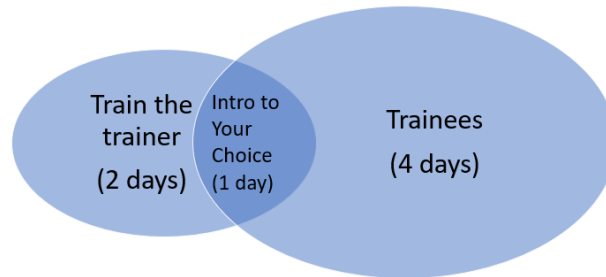 Train the
trainer
(2 days)
Intro to
Your
Choice
(1 day)
Trainees
(4 days)